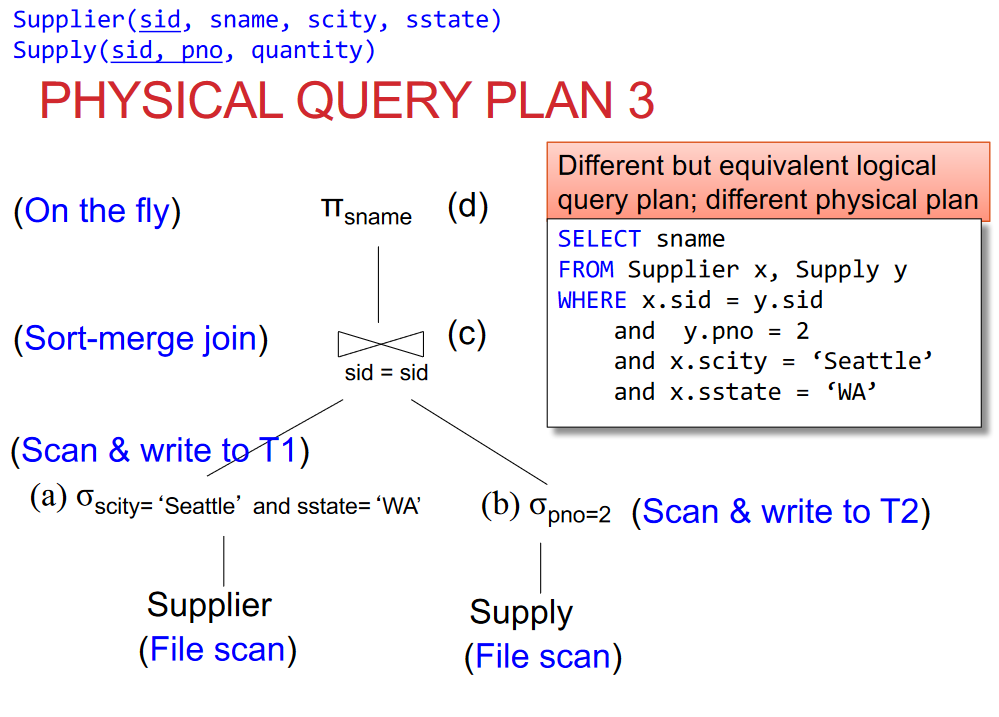 Supplier(sid, sname, scity, sstate)
Supply(sid, pno, quantity)
PHYSICAL QUERY PLAN 3
Different but equivalent logical
query plan; different physical plan
SELECT sname
FROM Supplier x, Supply y
WHERE x.sid = y.sid
and y.pno = 2
and x.scity = ‘Seattle’
and x.sstate = ‘WA’
(On the fly) π sname (d)
(Sort-merge join) (c)
sid = sid
(Scan & write to T1)
(a) σ scity= ‘Seattle’ and sstate= ‘WA’
(b) σ pno=2 (Scan & write to T2)
Supplier
(File scan)
Supply
(File scan)